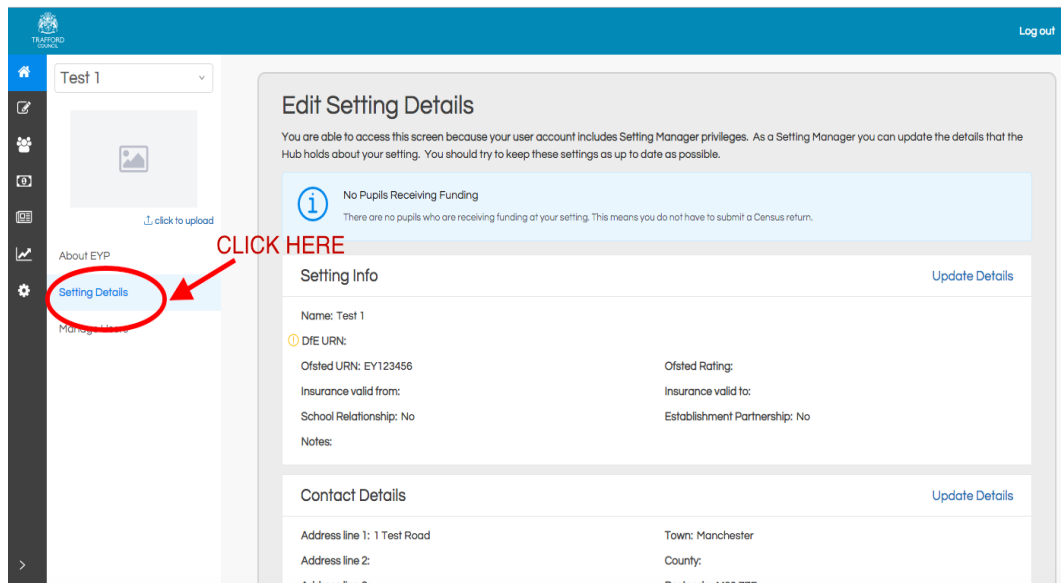 TRAFFORD
COUNCIL
Log out
Test 1
click to upload
About EYP
Setting Details
Manage Users
CLICK HERE
Edit Setting Details
You are able to access this screen because your user account includes Setting Manager privileges. As a Setting Manager you can update the details that the
Hub holds about your setting. You should try to keep these settings as up to date as possible.
No Pupils Receiving Funding
There are no pupils who are receiving funding at your setting. This means you do not have to submit a Census return.
Setting Info
Update Details
Name: Test 1
DfE URN:
Ofsted URN: EY123456
Ofsted Rating:
Insurance valid from:
Insurance valid to:
School Relationship: No
Establishment Partnership: No
Notes:
Contact Details
Update Details
Address line 1: 1 Test Road
Town: Manchester
Address line 2:
County: